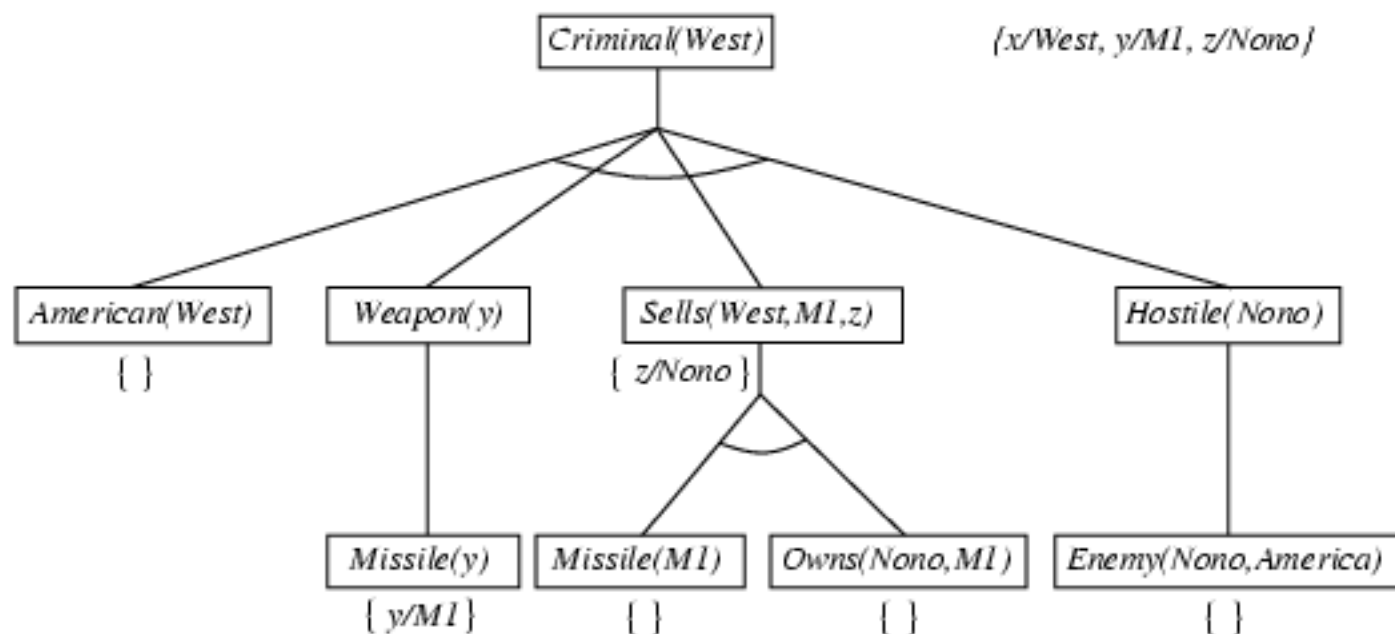 Criminal(West)
{x/West, y/M1, z/Nono}
American(West)
Weapon(y)
Sells(West,M1,z)
Hostile(Nono)
{ }
{ z/Nono }
Missile(y)
Missile(M1)
Owns(Nono,M1)
Enemy(Nono,America)
{ y/M1 }
{ }
{ }
{ }